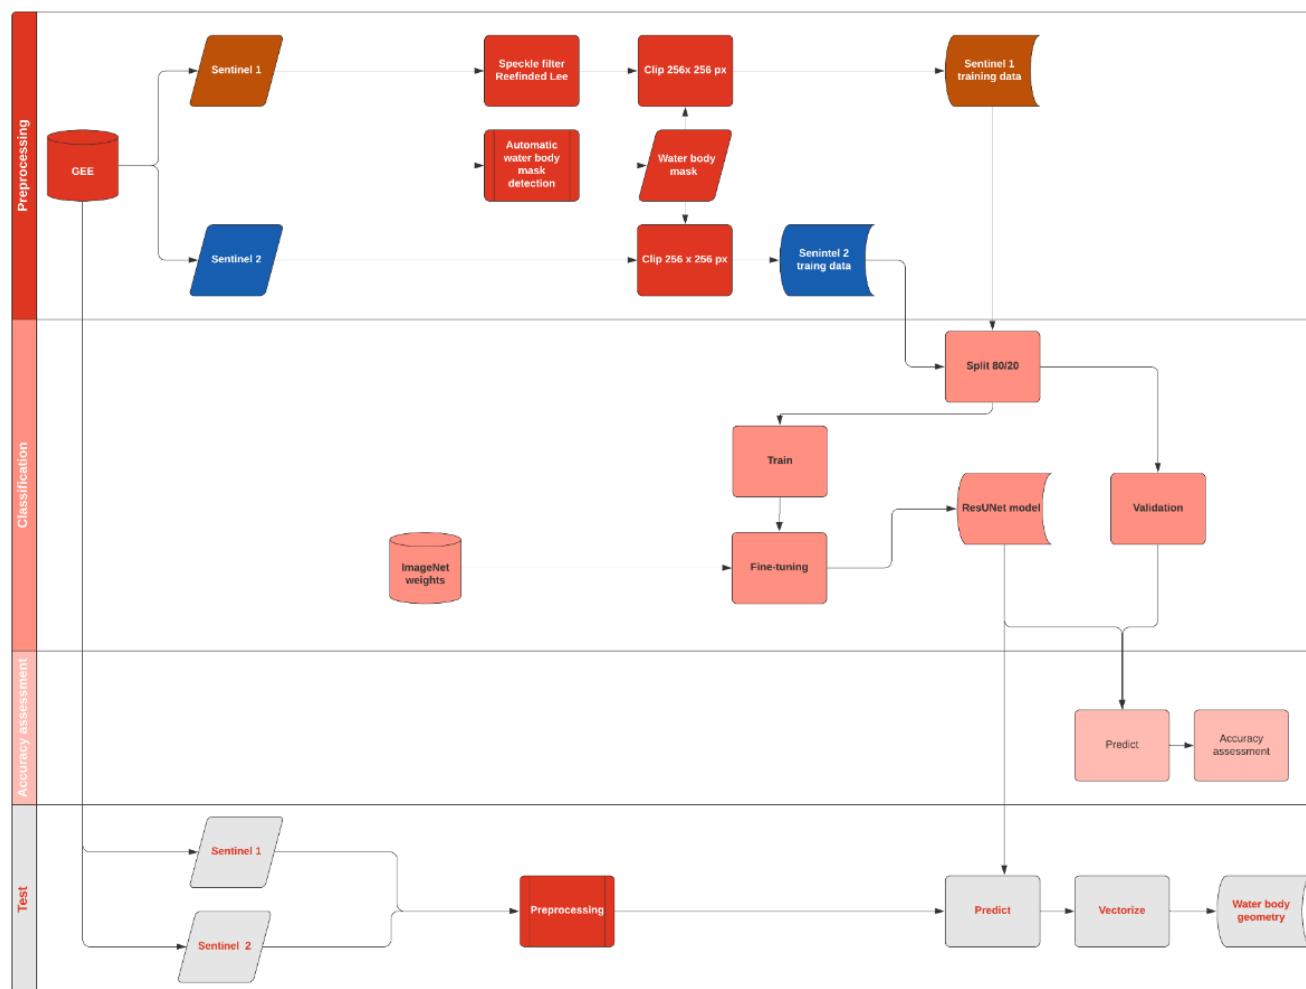 Preprocessing
GEE
Sentinel 1
Speckle filter
Reefinded Lee
Clip 256x 256 px
Sentinel 1
training data
Automatic
water body
mask
detection
Water body
mask
Sentinel 2
Clip 256 x 256 px
Senintel 2
traing data
Classification
Split 80/20
Train
ResUNet model
Validation
ImageNet
weights
Fine-tuning
Accuracy assessment
Predict
Accuracy
assessment
Test
Sentinel 1
Sentinel 2
Preprocessing
Predict
Vectorize
Water body
geometry